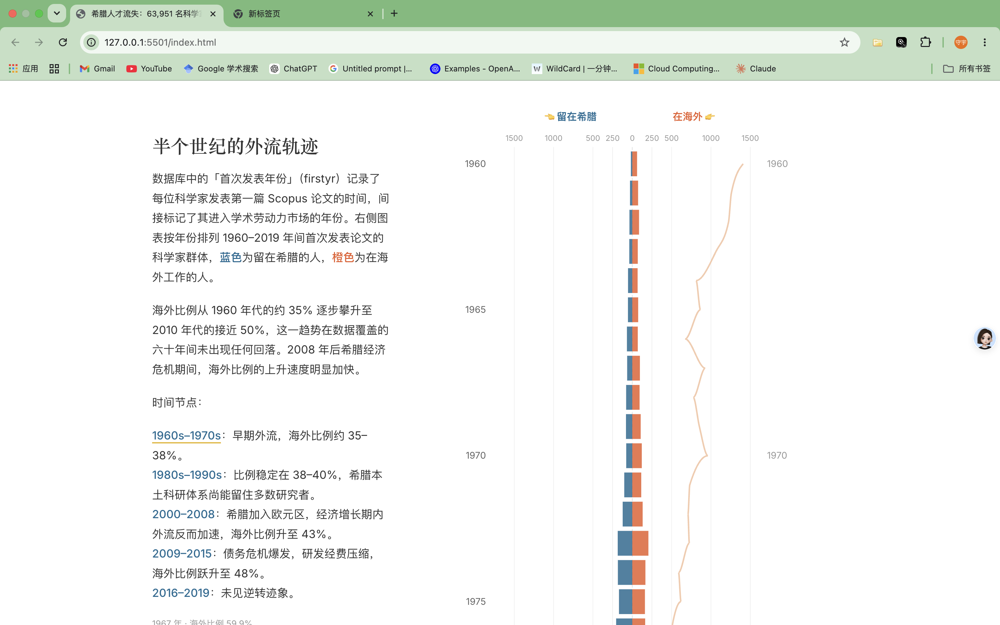 希腊人才流失：63,951 名科学
新标签页
127.0.0.1:5501/index.html
守宇
应用
Gmail
YouTube
Google 学术搜索
ChatGPT
Untitled prompt |...
Examples - OpenA...
W
WildCard | 一分钟...
Cloud Computing...
Claude
所有书签
半个世纪的外流轨迹
数据库中的「首次发表年份」（firstyr）记录了
每位科学家发表第一篇 Scopus 论文的时间，间
接标记了其进入学术劳动力市场的年份。右侧图
表按年份排列 1960–2019 年间首次发表论文的
科学家群体，蓝色为留在希腊的人，橙色为在海
外工作的人。
海外比例从 1960 年代的约 35% 逐步攀升至
2010 年代的接近 50%，这一趋势在数据覆盖的
六十年间未出现任何回落。2008 年后希腊经济
危机期间，海外比例的上升速度明显加快。
时间节点：
1960s–1970s：早期外流，海外比例约 35–
38%。
1980s–1990s：比例稳定在 38–40%，希腊本
土科研体系尚能留住多数研究者。
2000–2008：希腊加入欧元区，经济增长期内
外流反而加速，海外比例升至 43%。
2009–2015：债务危机爆发，研发经费压缩，
海外比例跃升至 48%。
2016–2019：未见逆转迹象。
1967 年 · 海外比例 59.9%
👈 留在希腊
在海外 👉
1500 1000 500 250 0 250 500 1000 1500
1960 1960
1965
1970 1970
1975